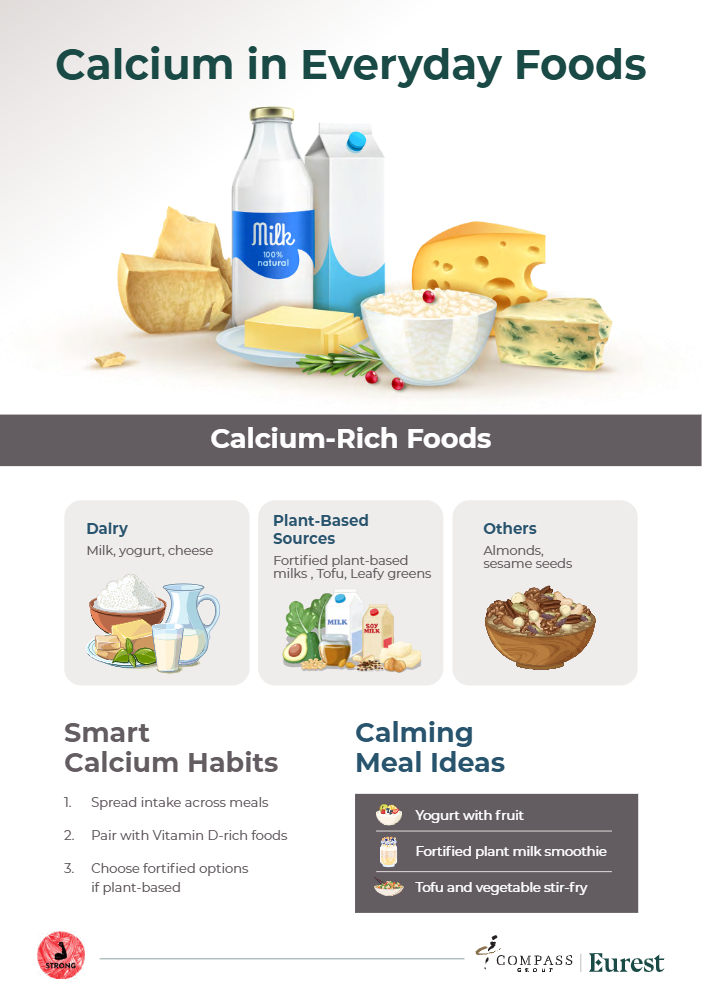 Calcium in Everyday Foods
Milk
100%
natural
Calcium-Rich Foods
Dalry
Milk, yogurt, cheese
Plant-Based
Sources
Fortified plant-based
milks , Tofu, Leafy greens
MILK
SOY
MILK
Others
Almonds,
sesame seeds
Smart
Calcium Habits
1. Spread intake across meals
2. Pair with Vitamin D-rich foods
3. Choose fortified options
if plant-based
Calming
Meal Ideas
Yogurt with fruit
Fortified plant milk smoothie
Tofu and vegetable stir-fry
STRONG
COMPASS
GROUP
Eurest